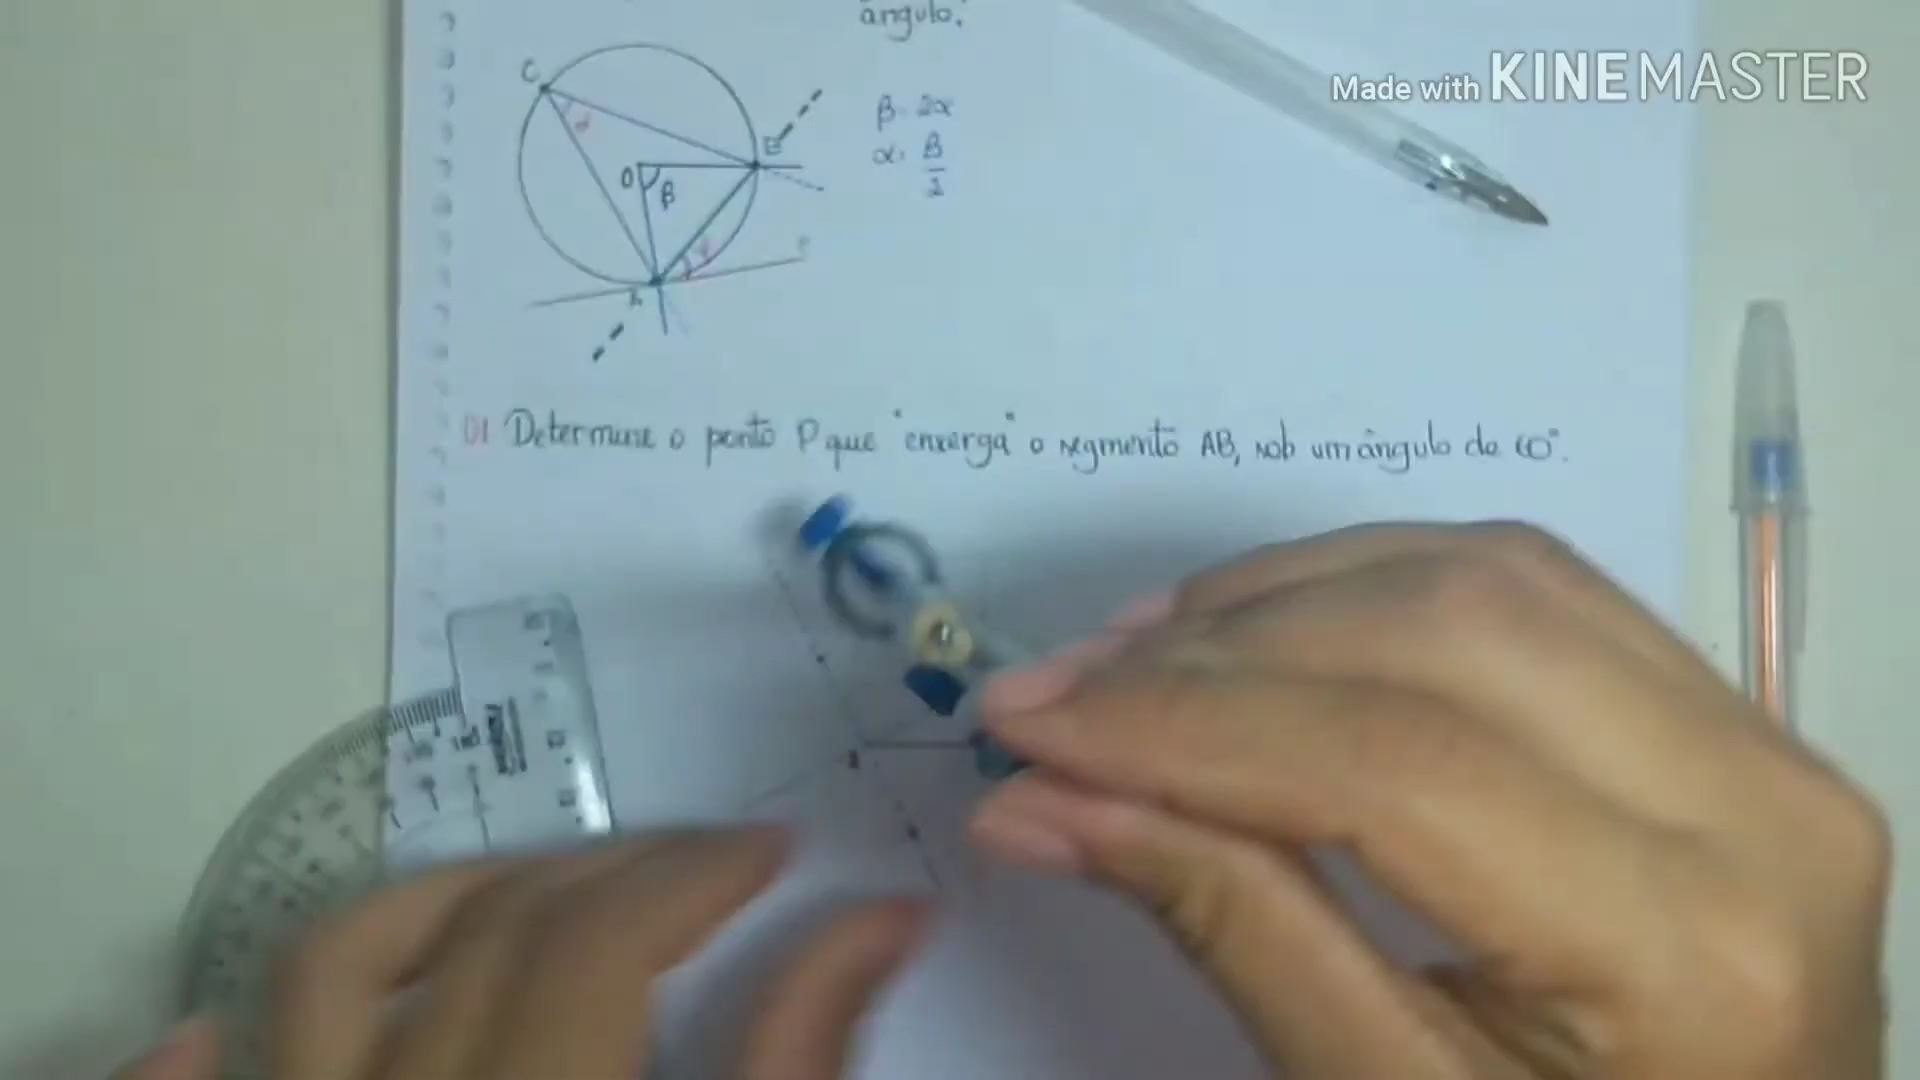 ângulo.
Made with KINEMASTER
C
β = 2α
α = β
2
O
β
A
01 Determine o ponto P que "enxerga" o segmento AB, sob um ângulo de 60°.